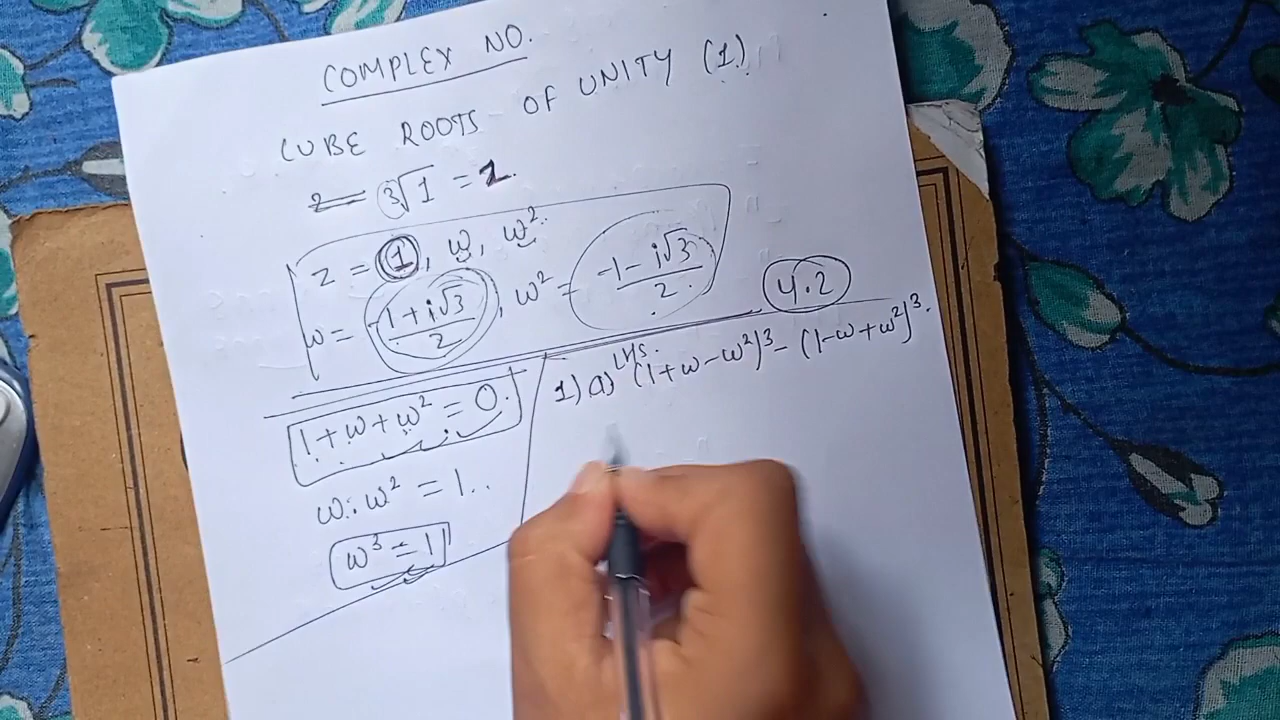 COMPLEX NO.
CUBE ROOTS OF UNITY (1)
∛1 = 1.
z = 1, ω, ω².
ω = -1+i√3/2, ω² = -1-i√3/2
4.2
1+ω+ω² = 0.
ω·ω² = 1..
ω³ = 1
LHS.
1) a) (1+ω-ω²)³ - (1-ω+ω²)³.